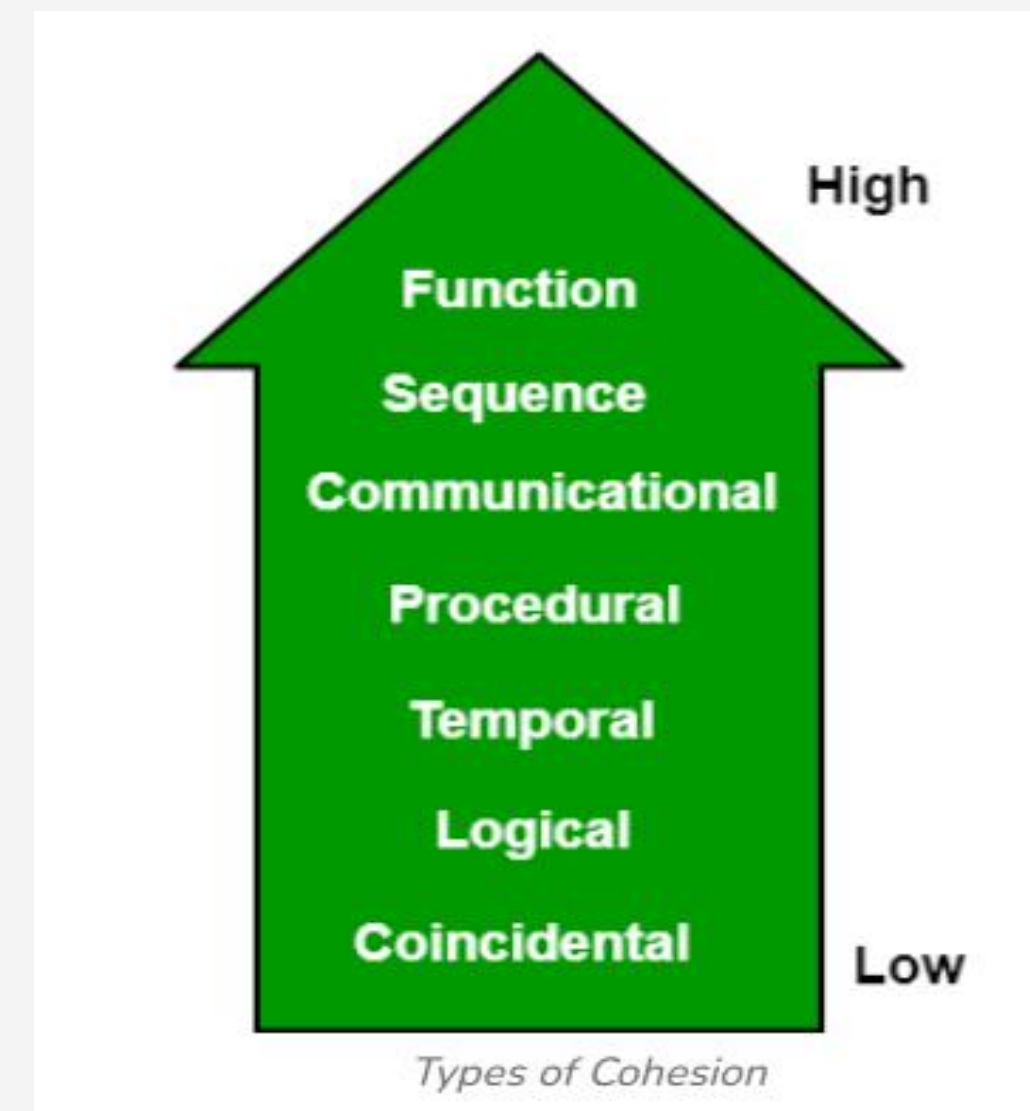 High
Function
Sequence
Communicational
Procedural
Temporal
Logical
Coincidental
Low
Types of Cohesion